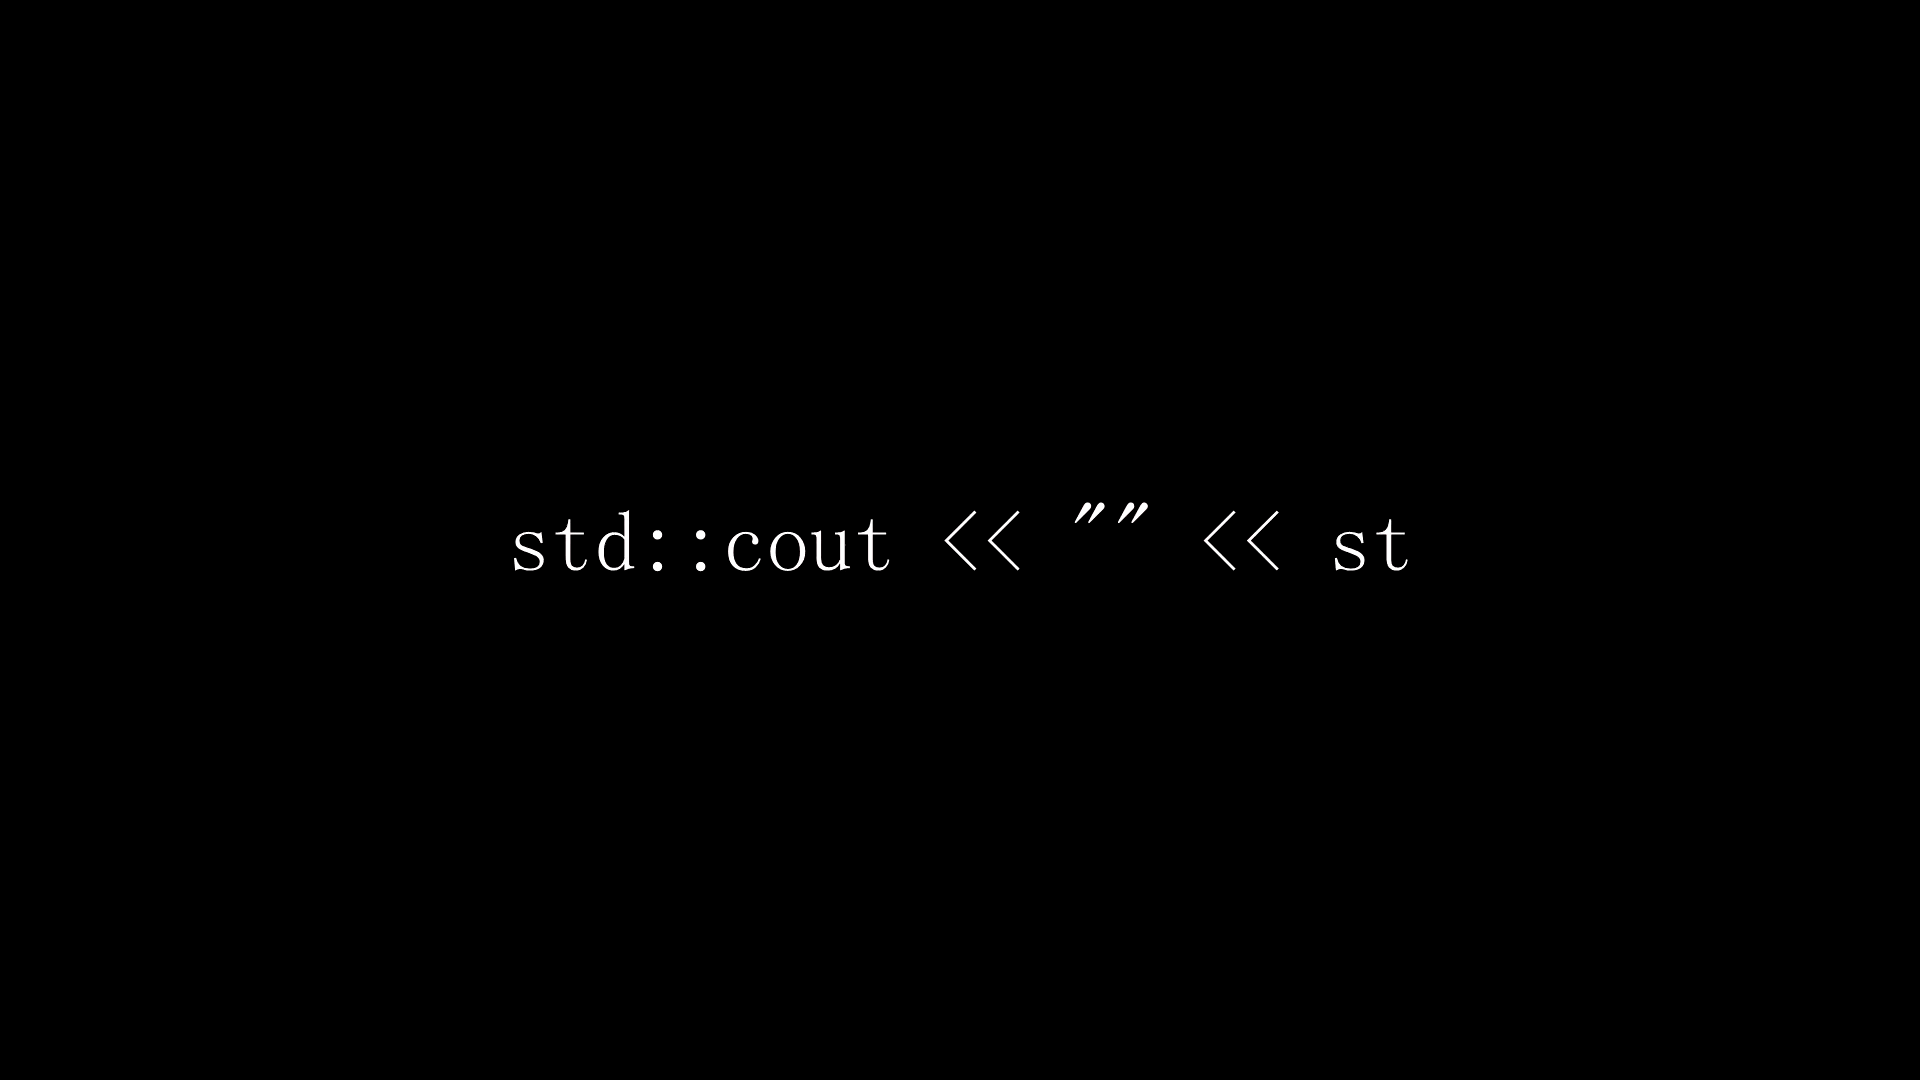 std::cout << "" << st